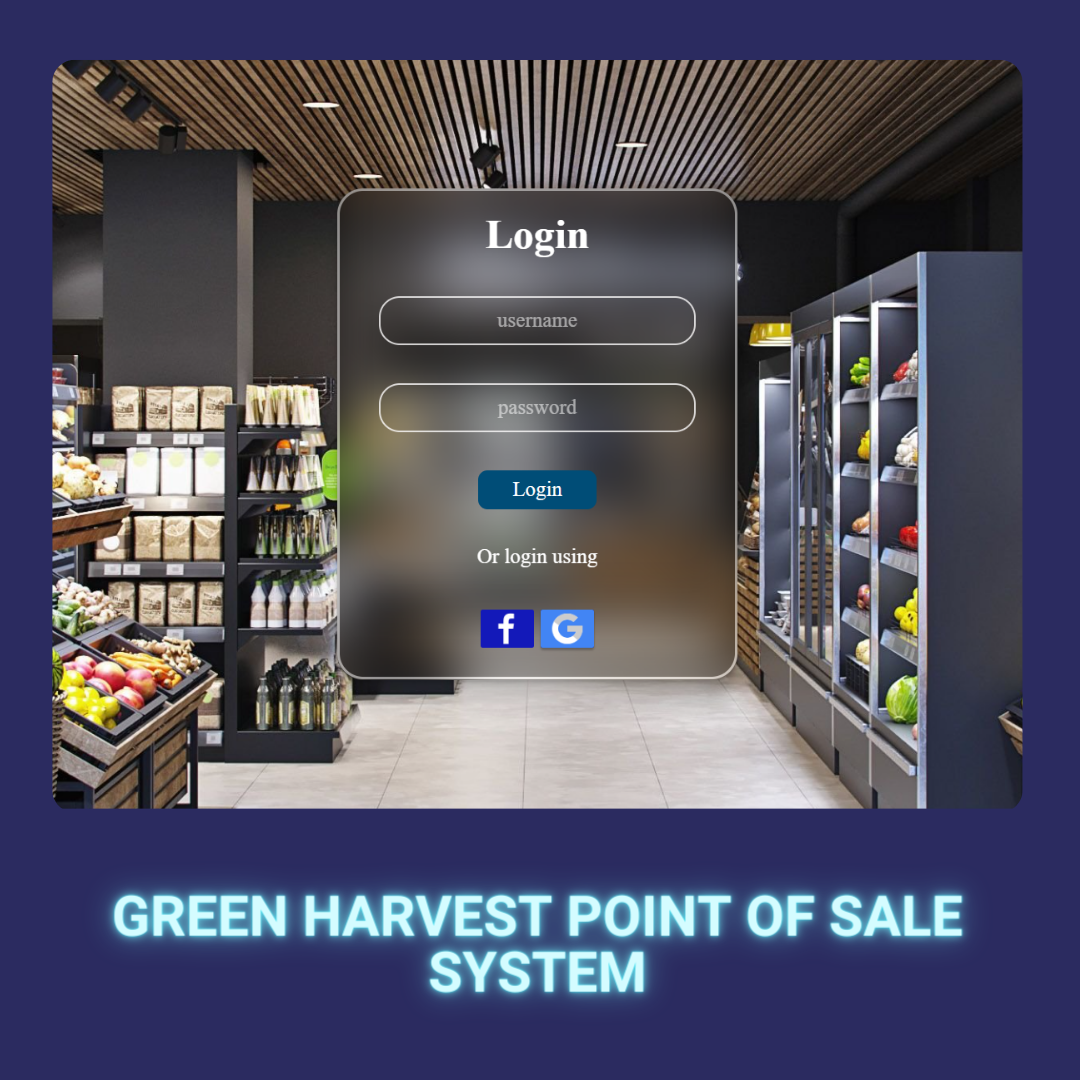 Login
username
password
Login
Or login using
f G
GREEN HARVEST POINT OF SALE
SYSTEM